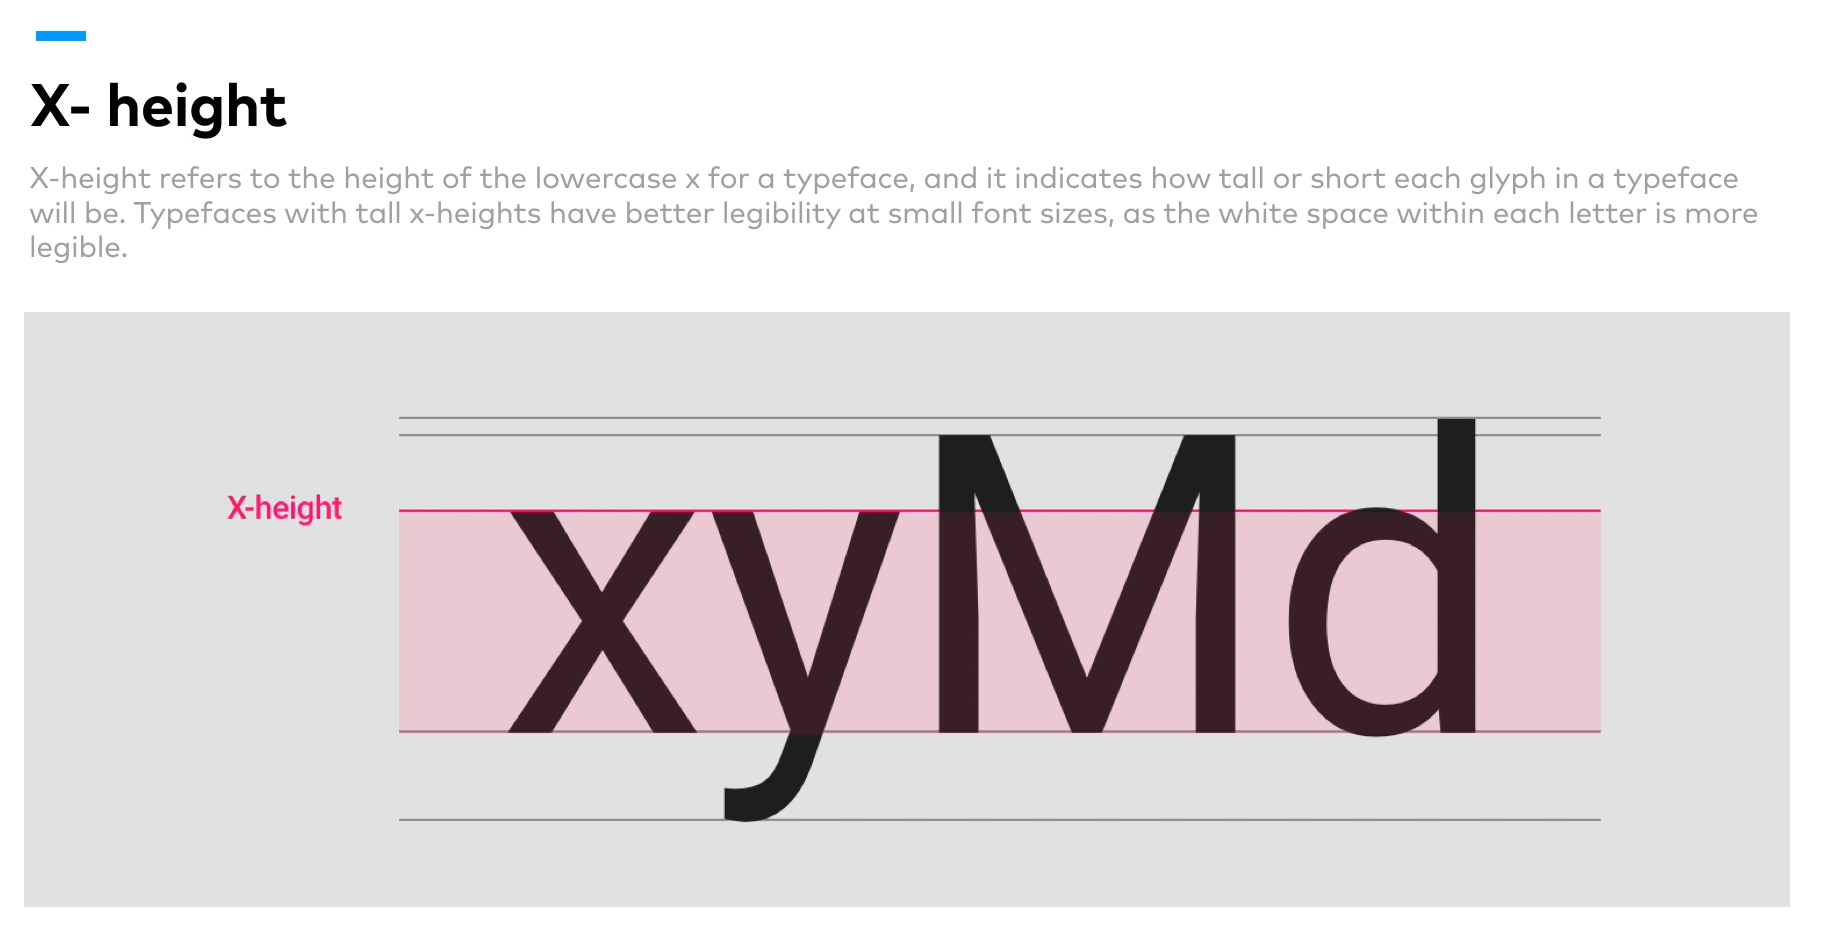 X- height
X-height refers to the height of the lowercase x for a typeface, and it indicates how tall or short each glyph in a typeface
will be. Typefaces with tall x-heights have better legibility at small font sizes, as the white space within each letter is more
legible.
X-height
xyMd